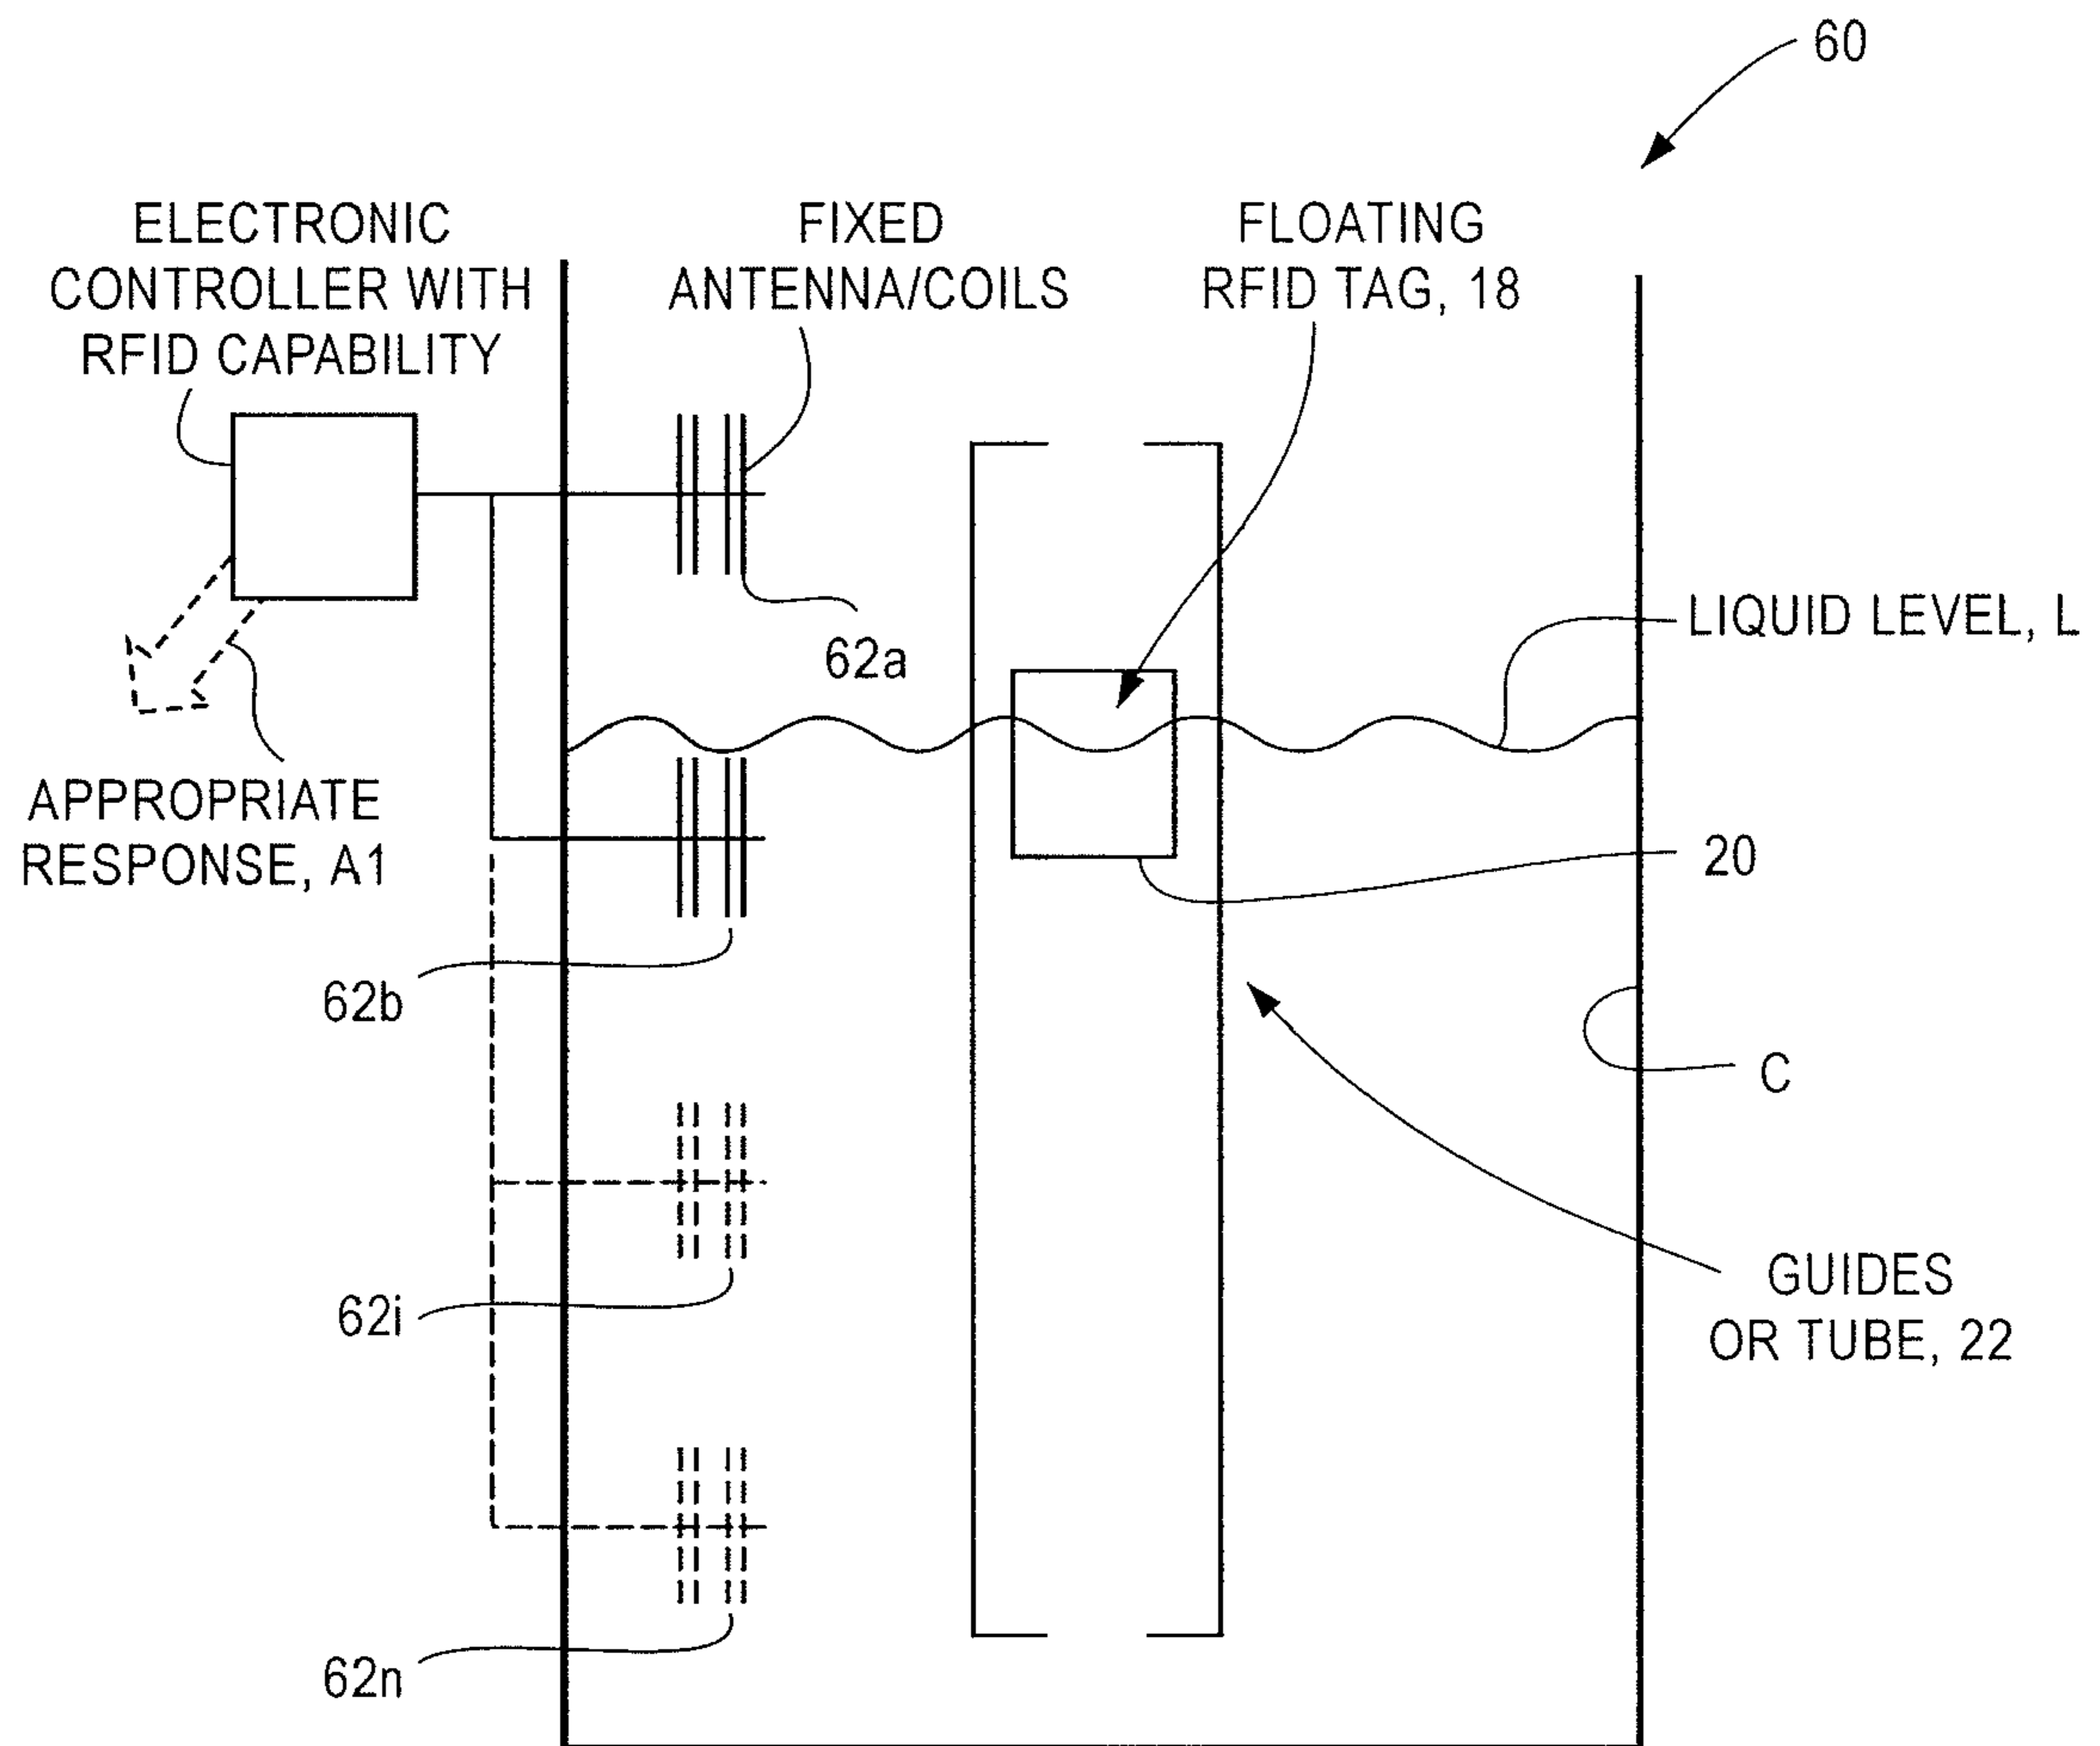 60
ELECTRONIC
CONTROLLER WITH
RFID CAPABILITY
FIXED
ANTENNA/COILS
FLOATING
RFID TAG, 18
LIQUID LEVEL, L
62a
APPROPRIATE
RESPONSE, A1
20
62b
C
GUIDES
OR TUBE, 22
62i
62n